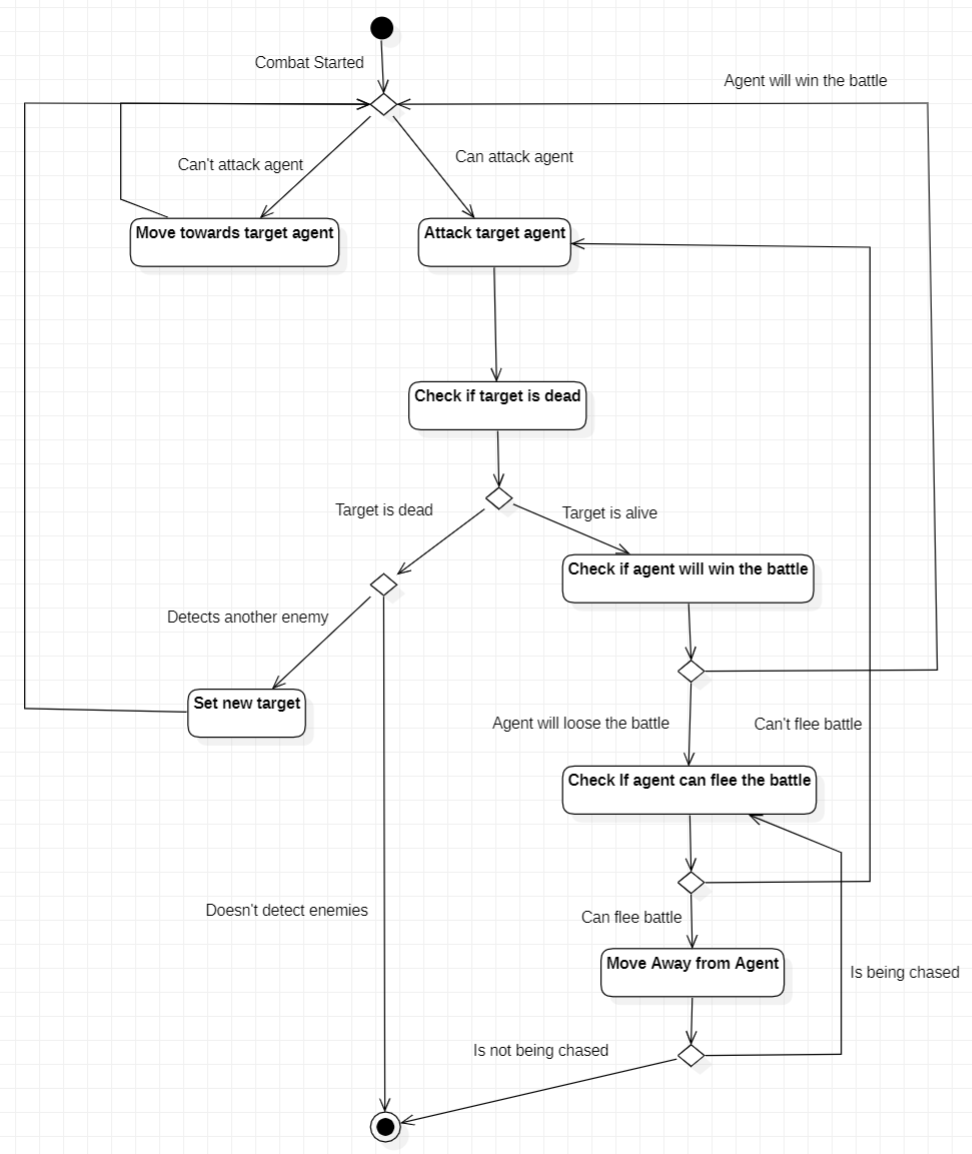 Combat Started
Agent will win the battle
Can't attack agent
Can attack agent
Move towards target agent
Attack target agent
Check if target is dead
Target is dead
Target is alive
Check if agent will win the battle
Detects another enemy
Set new target
Agent will loose the battle
Can't flee battle
Check If agent can flee the battle
Doesn't detect enemies
Can flee battle
Move Away from Agent
Is being chased
Is not being chased